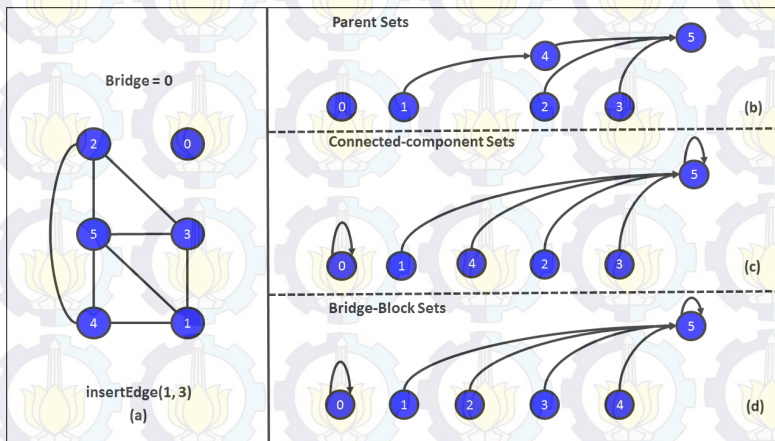 Bridge = 0
2
0
5
3
4
1
insertEdge(1, 3)
(a)
Parent Sets
5
4
0
1
2
3
(b)
Connected-component Sets
5
0
1
4
2
3
(c)
Bridge-Block Sets
5
0
1
2
3
4
(d)